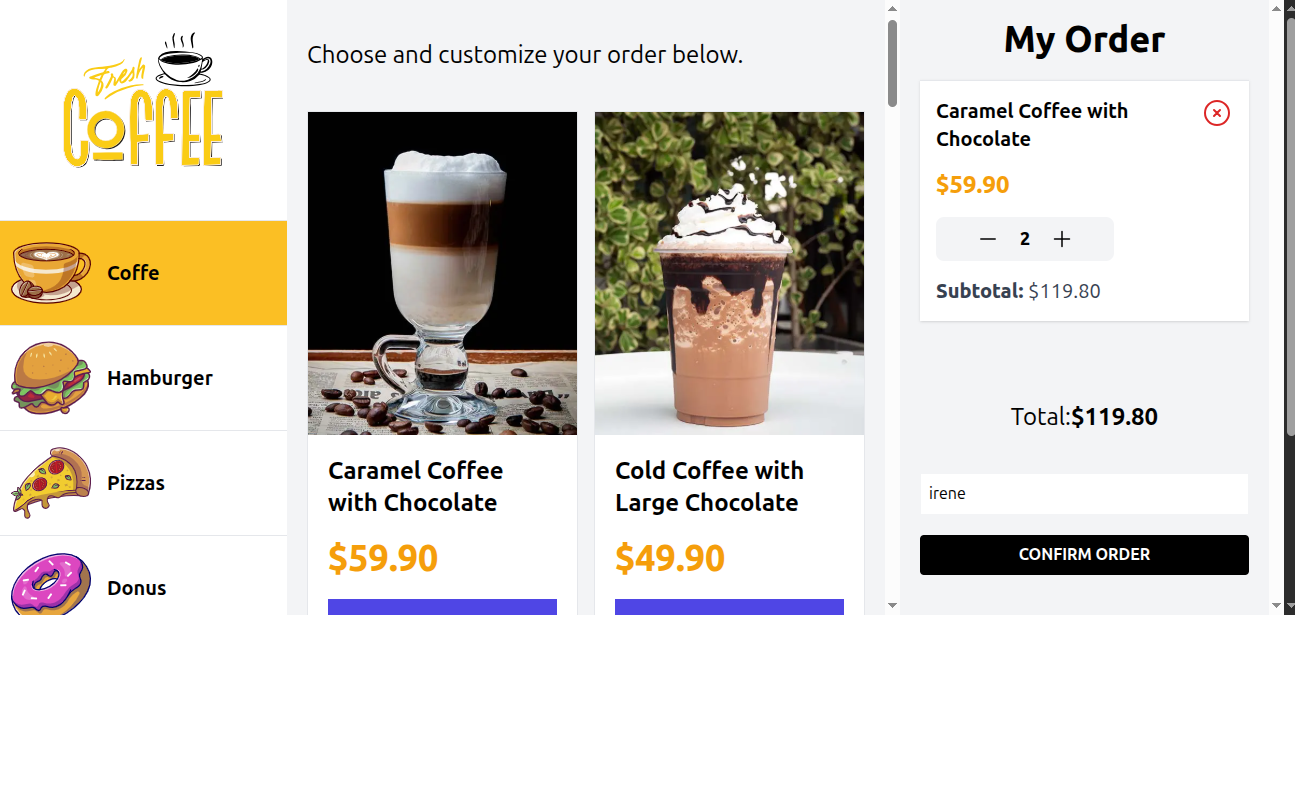 Fresh
COFFEE
Coffe
Hamburger
Pizzas
Donus
Choose and customize your order below.
Caramel Coffee
with Chocolate
$59.90
Cold Coffee with
Large Chocolate
$49.90
My Order
Caramel Coffee with
Chocolate
$59.90
2
Subtotal: $119.80
Total:$119.80
irene
CONFIRM ORDER